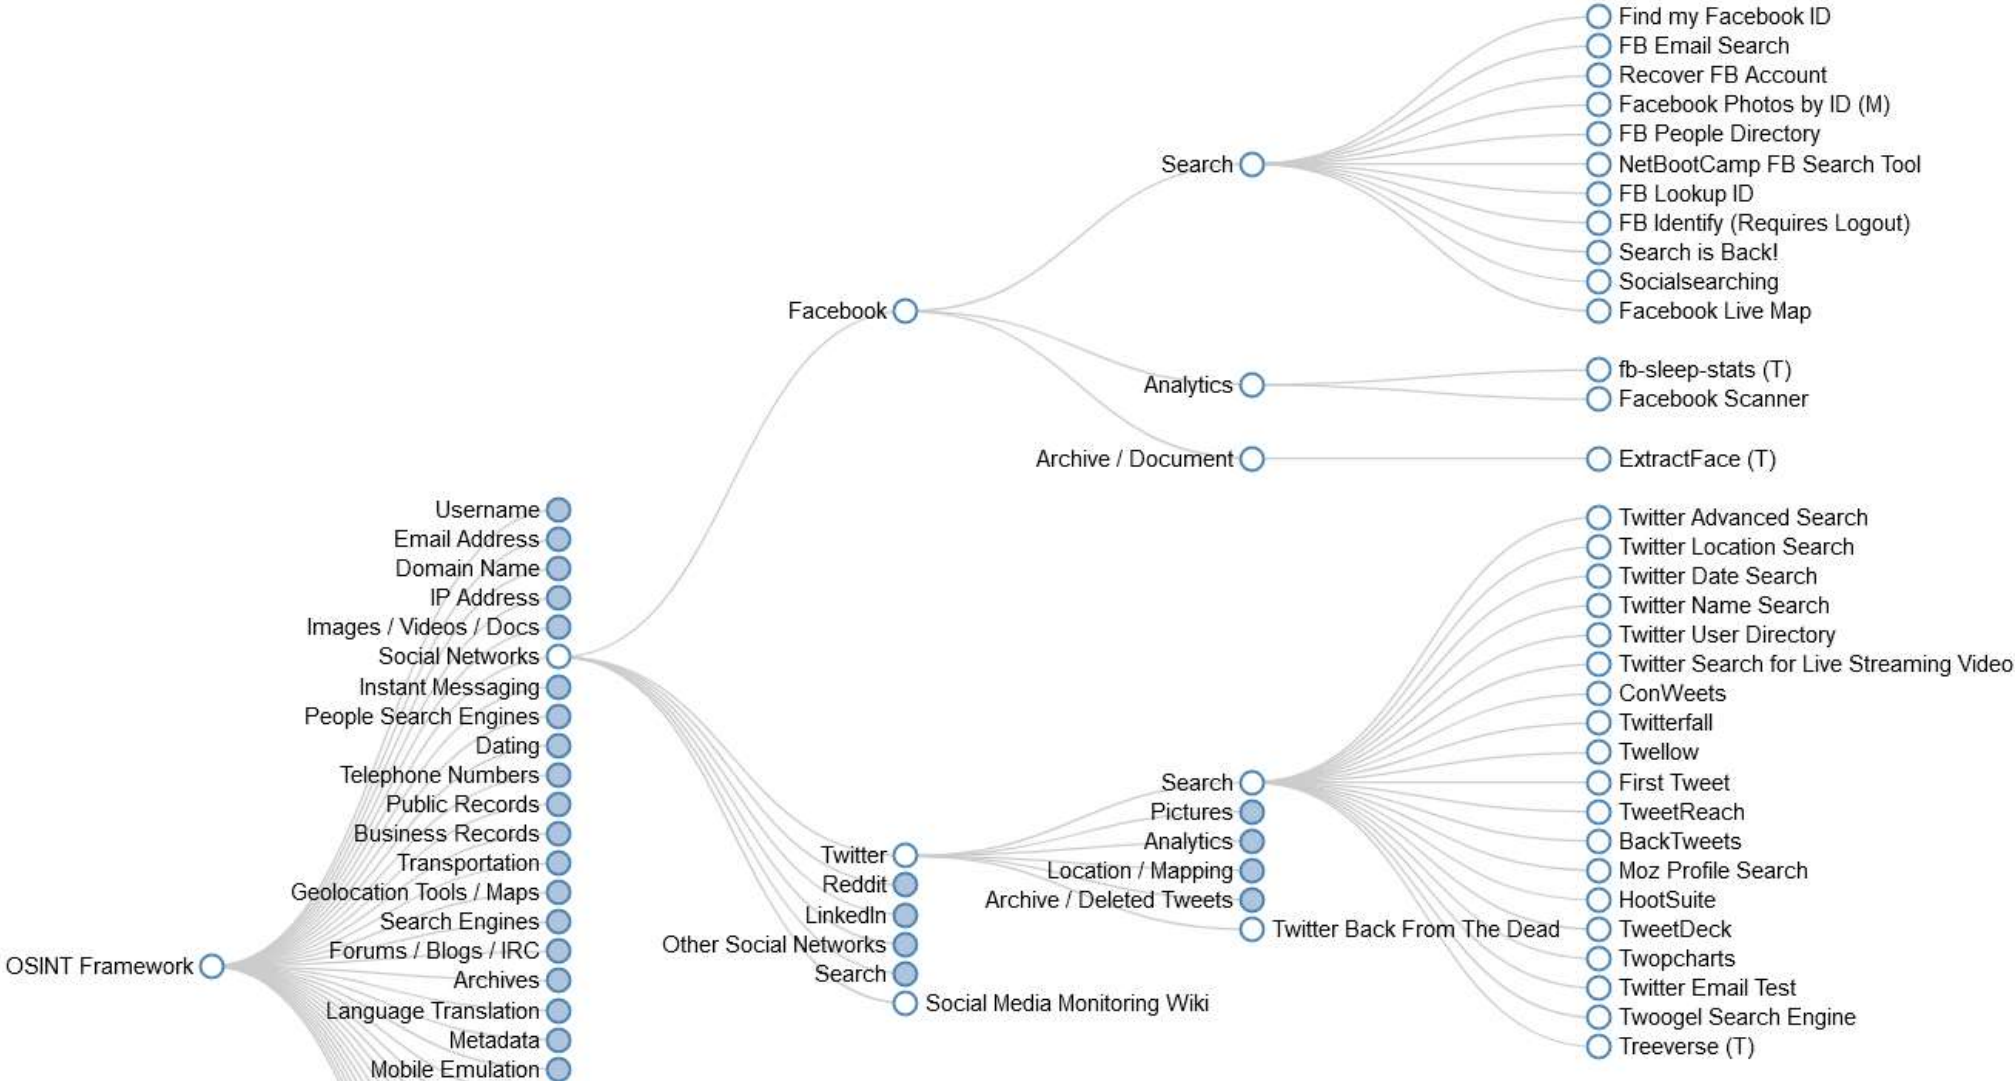 Find my Facebook ID
FB Email Search
Recover FB Account
Facebook Photos by ID (M)
FB People Directory
Search
NetBootCamp FB Search Tool
FB Lookup ID
FB Identify (Requires Logout)
Search is Back!
Socialsearching
Facebook
Facebook Live Map
fb-sleep-stats (T)
Analytics
Facebook Scanner
Archive / Document
ExtractFace (T)
Username
Email Address
Domain Name
IP Address
Images / Videos / Docs
Social Networks
Instant Messaging
People Search Engines
Dating
Telephone Numbers
Public Records
Business Records
Transportation
Geolocation Tools / Maps
Search Engines
Forums / Blogs / IRC
OSINT Framework
Archives
Language Translation
Metadata
Mobile Emulation
Twitter
Reddit
LinkedIn
Other Social Networks
Search
Social Media Monitoring Wiki
Search
Pictures
Analytics
Location / Mapping
Archive / Deleted Tweets
Twitter Back From The Dead
Twitter Advanced Search
Twitter Location Search
Twitter Date Search
Twitter Name Search
Twitter User Directory
Twitter Search for Live Streaming Video
ConWeets
Twitterfall
Twellow
First Tweet
TweetReach
BackTweets
Moz Profile Search
HootSuite
TweetDeck
Twopcharts
Twitter Email Test
Twoogel Search Engine
Treeverse (T)